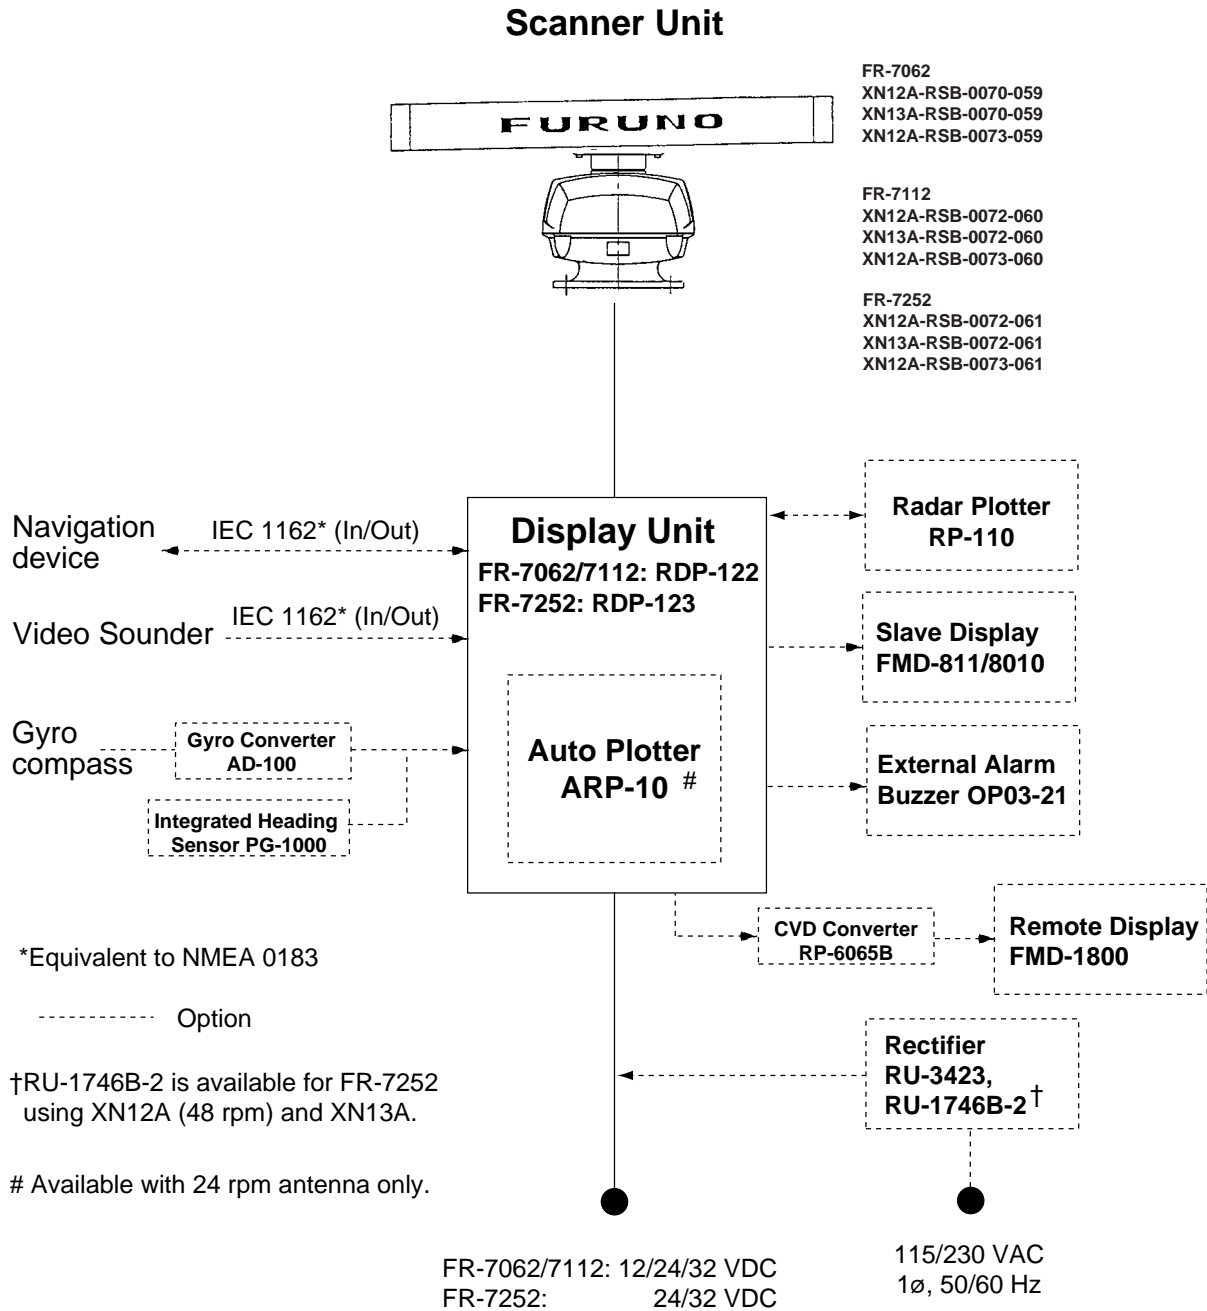 Scanner Unit
FURUNO
FR-7062
XN12A-RSB-0070-059
XN13A-RSB-0070-059
XN12A-RSB-0073-059
FR-7112
XN12A-RSB-0072-060
XN13A-RSB-0072-060
XN12A-RSB-0073-060
FR-7252
XN12A-RSB-0072-061
XN13A-RSB-0072-061
XN12A-RSB-0073-061
Navigation
device
IEC 1162* (In/Out)
Video Sounder
IEC 1162* (In/Out)
Gyro
compass
Gyro Converter
AD-100
Integrated Heading
Sensor PG-1000
Display Unit
FR-7062/7112: RDP-122
FR-7252: RDP-123
Auto Plotter
ARP-10 #
Radar Plotter
RP-110
Slave Display
FMD-811/8010
External Alarm
Buzzer OP03-21
CVD Converter
RP-6065B
Remote Display
FMD-1800
Rectifier
RU-3423,
RU-1746B-2†
*Equivalent to NMEA 0183
Option
†RU-1746B-2 is available for FR-7252
using XN12A (48 rpm) and XN13A.
# Available with 24 rpm antenna only.
FR-7062/7112: 12/24/32 VDC
FR-7252: 24/32 VDC
115/230 VAC
1ø, 50/60 Hz